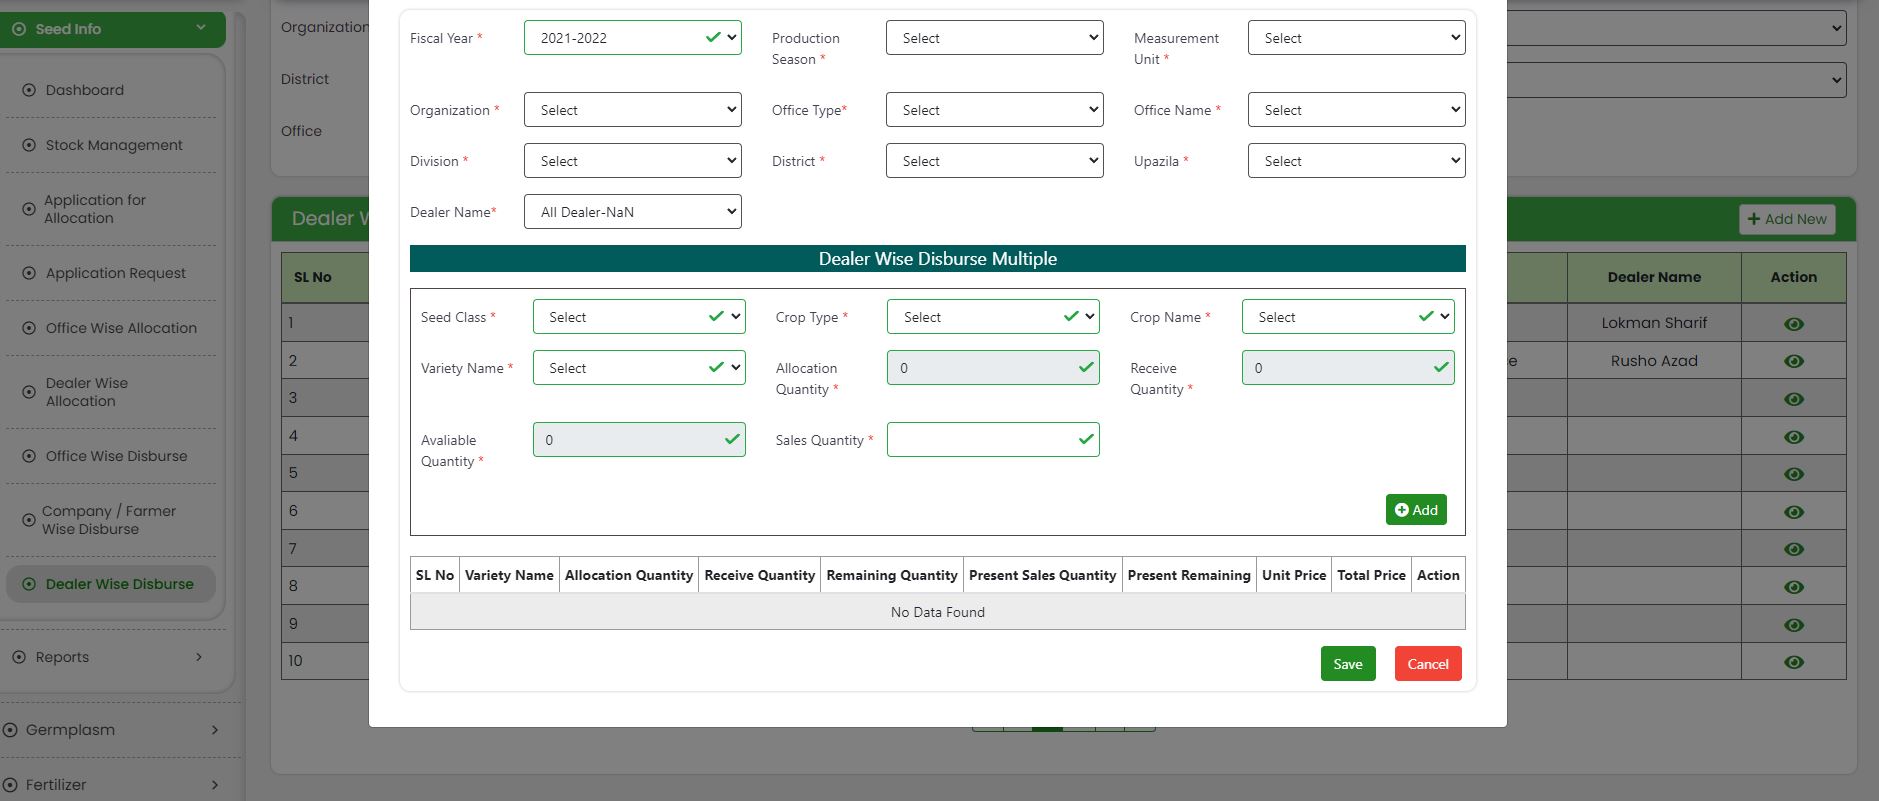 Seed Info
Dashboard
Stock Management
Application for
Allocation
Application Request
Office Wise Allocation
Dealer Wise
Allocation
Office Wise Disburse
Company / Farmer
Wise Disburse
Dealer Wise Disburse
Reports
Germplasm
Fertilizer
Organization
District
Office
Dealer W
Add New
SL No
Dealer Name
Action
1
Lokman Sharif
2
e
Rusho Azad
3
4
5
6
7
8
9
10
Fiscal Year *
2021-2022
Production
Season *
Select
Measurement
Unit *
Select
Organization *
Select
Office Type*
Select
Office Name *
Select
Division *
Select
District *
Select
Upazila *
Select
Dealer Name*
All Dealer-NaN
Dealer Wise Disburse Multiple
Seed Class *
Select
Crop Type *
Select
Crop Name *
Select
Variety Name *
Select
Allocation
Quantity *
0
Receive
Quantity *
0
Avaliable
Quantity *
0
Sales Quantity *
Add
SL No Variety Name Allocation Quantity Receive Quantity Remaining Quantity Present Sales Quantity Present Remaining Unit Price Total Price Action
No Data Found
Save
Cancel